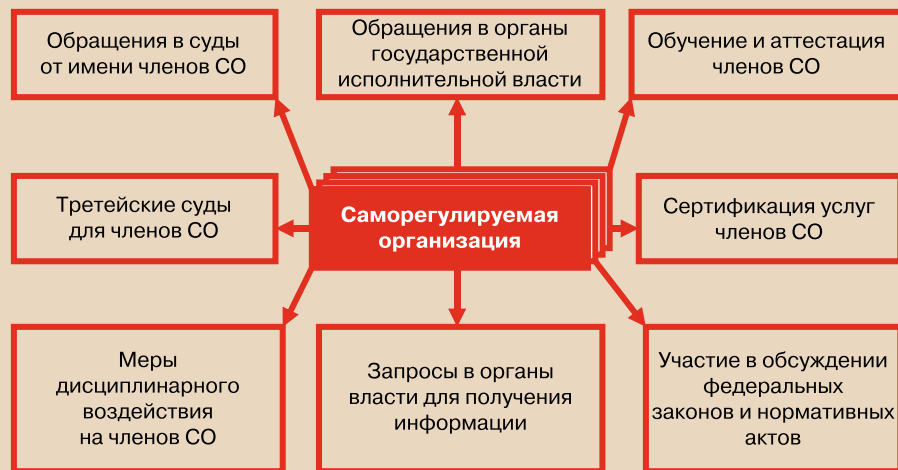 Обращения в суды
от имени членов СО
Обращения в органы
государственной
исполнительной власти
Обучение и аттестация
членов СО
Третейские суды
для членов СО
Саморегулируемая
организация
Сертификация услуг
членов СО
Меры
дисциплинарного
воздействия
на членов СО
Запросы в органы
власти для получения
информации
Участие в обсуждении
федеральных
законов и нормативных
актов